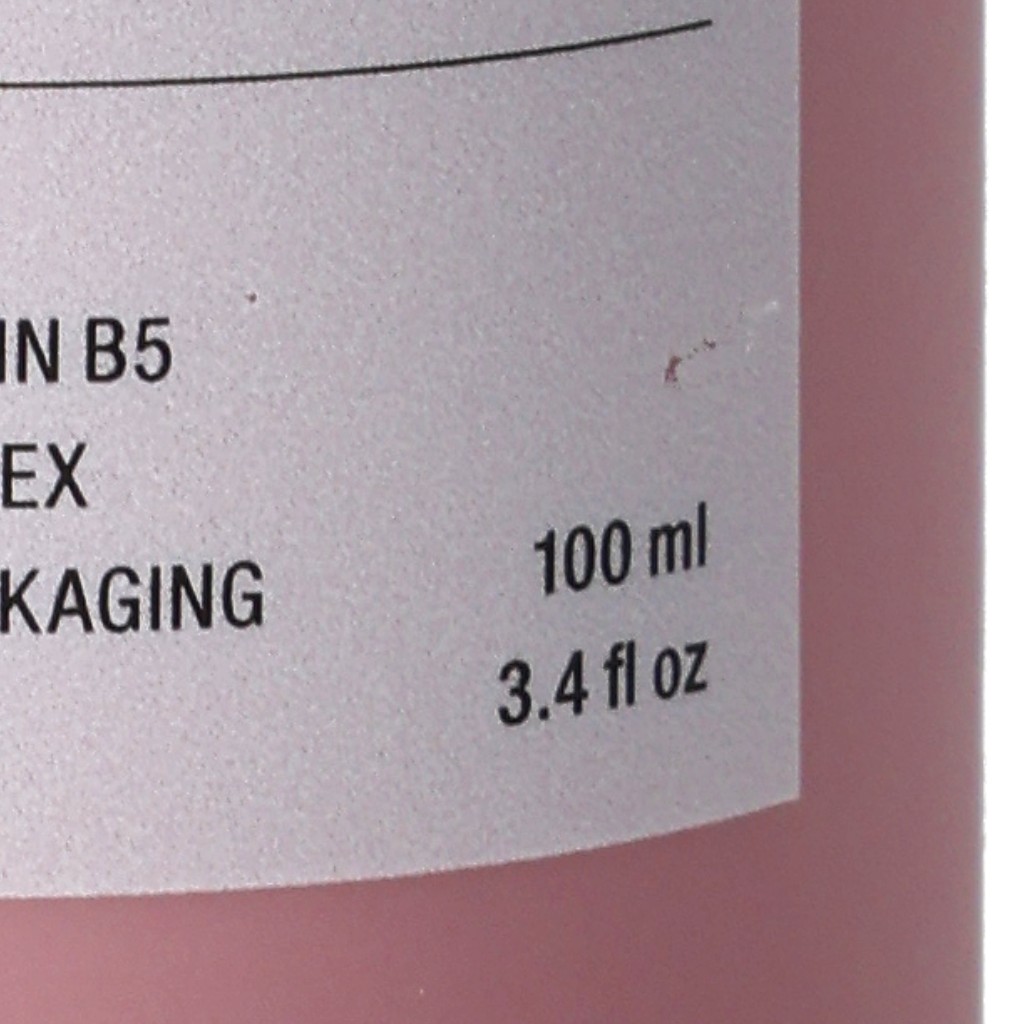 IN B5
EX
KAGING
100 ml
3.4 fl oz